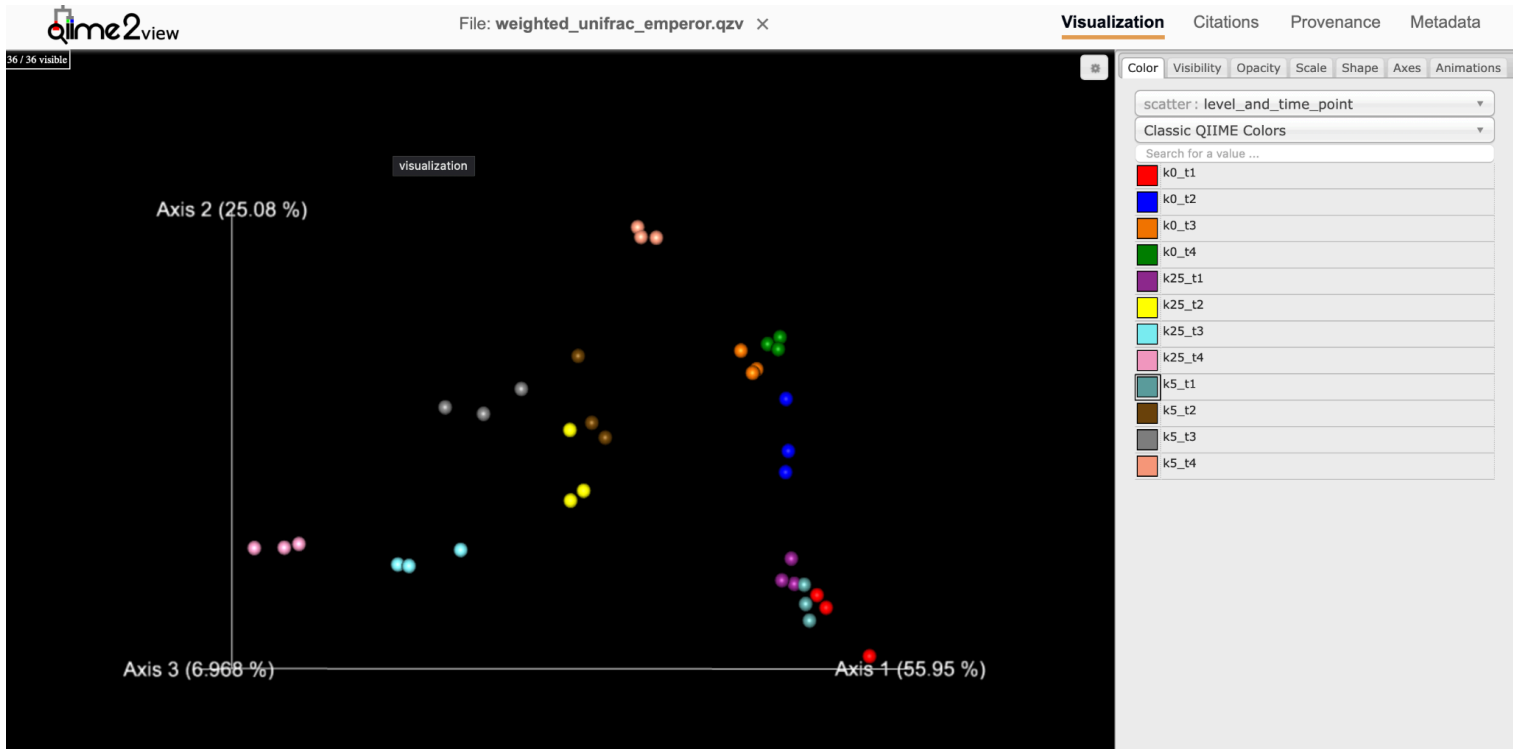 qiime2view
File: weighted_unifrac_emperor.qzv ×
Visualization Citations Provenance Metadata
36 / 36 visible
Color Visibility Opacity Scale Shape Axes Animations
scatter: level_and_time_point
Classic QIIME Colors
Search for a value ...
k0_t1
k0_t2
k0_t3
k0_t4
k25_t1
k25_t2
k25_t3
k25_t4
k5_t1
k5_t2
k5_t3
k5_t4
visualization
Axis 2 (25.08 %)
Axis 3 (6.968 %)
Axis 1 (55.95 %)